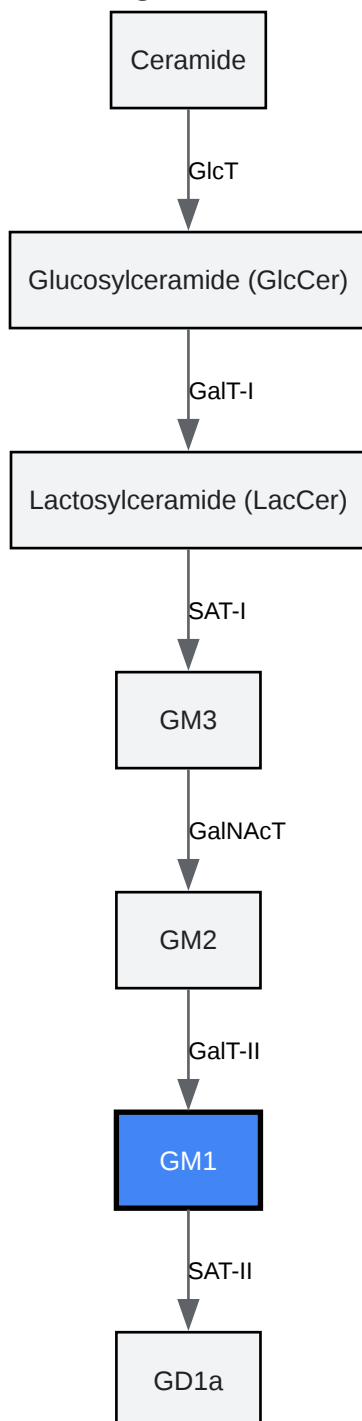 Ceramide
GlcT
Glucosylceramide (GlcCer)
GalT-I
Lactosylceramide (LacCer)
SAT-I
GM3
GalNAcT
GM2
GalT-II
GM1
SAT-II
GD1a